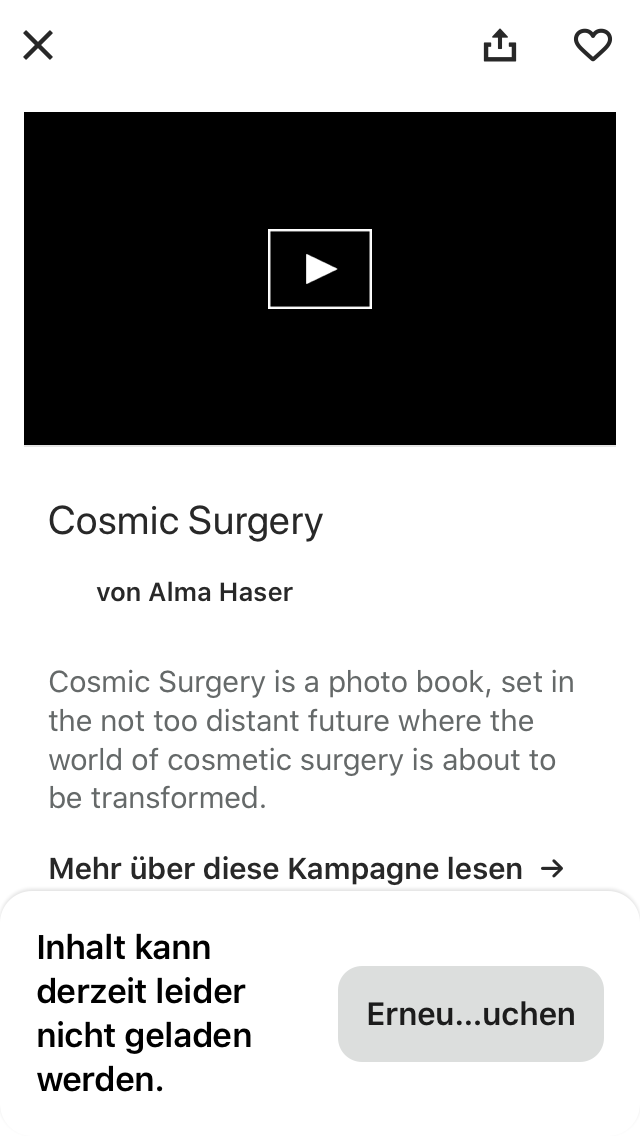 Cosmic Surgery
von Alma Haser
Cosmic Surgery is a photo book, set in
the not too distant future where the
world of cosmetic surgery is about to
be transformed.
Mehr über diese Kampagne lesen →
Inhalt kann
derzeit leider
nicht geladen
werden.
Erneu...uchen